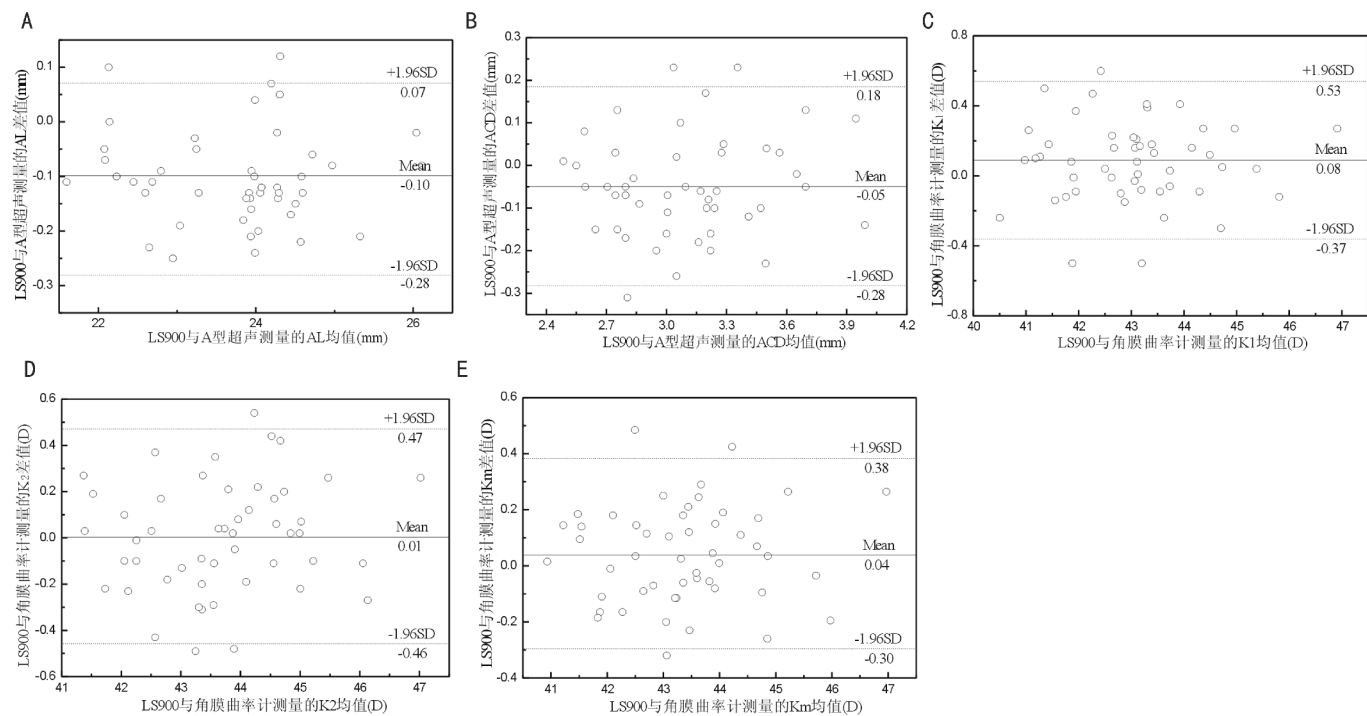 A
LS900与A型超声测量的AL差值(mm)
0.1
0.0
-0.1
-0.2
-0.3
+1.96SD
0.07
Mean
-0.10
-1.96SD
-0.28
22
24
26
LS900与A型超声测量的AL均值(mm)
B
LS900与A型超声测量的ACD差值(mm)
0.3
0.2
0.1
0.0
-0.1
-0.2
-0.3
+1.96SD
0.18
Mean
-0.05
-1.96SD
-0.28
2.4
2.7
3.0
3.3
3.6
3.9
4.2
LS900与A型超声测量的ACD均值(mm)
C
LS900与角膜曲率计测量的K1差值(D)
0.8
0.4
0.0
-0.4
-0.8
+1.96SD
0.53
Mean
0.08
-1.96SD
-0.37
40
41
42
43
44
45
46
47
LS900与角膜曲率计测量的K1均值(D)
D
LS900与角膜曲率计测量的K2差值(D)
0.6
0.4
0.2
0.0
-0.2
-0.4
-0.6
+1.96SD
0.47
Mean
0.01
-1.96SD
-0.46
41
42
43
44
45
46
47
LS900与角膜曲率计测量的K2均值(D)
E
LS900与角膜曲率计测量的Km差值(D)
0.6
0.4
0.2
0.0
-0.2
-0.4
+1.96SD
0.38
Mean
0.04
-1.96SD
-0.30
41
42
43
44
45
46
47
LS900与角膜曲率计测量的Km均值(D)